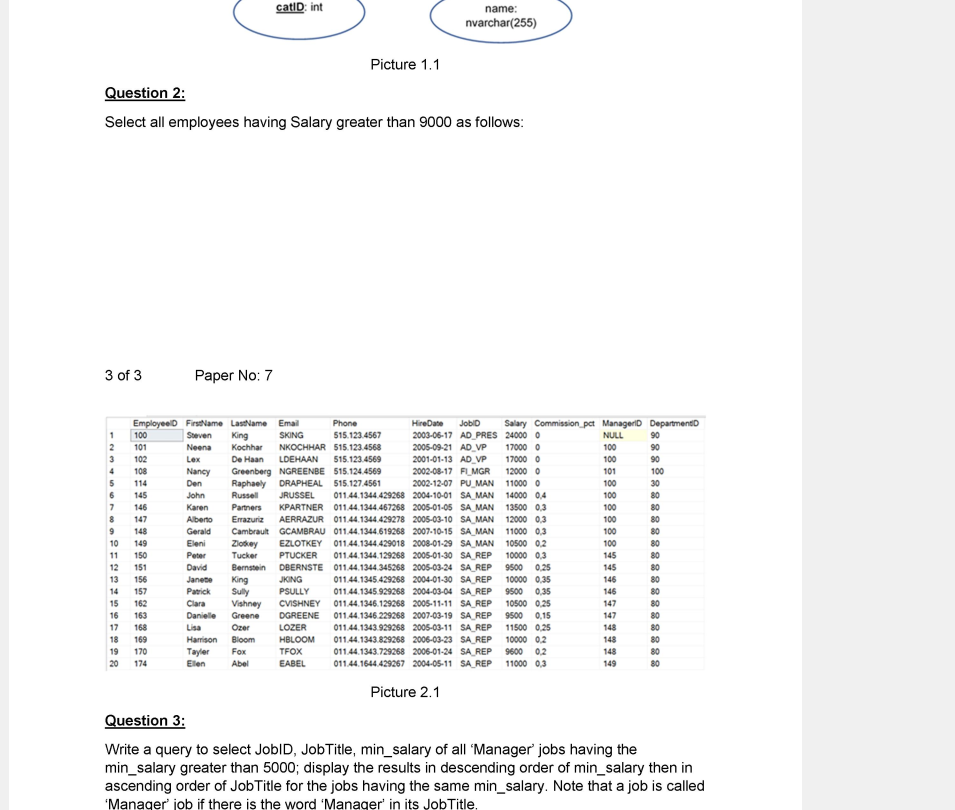 catID: int
name:
nvarchar(255)
Picture 1.1
Question 2:
Select all employees having Salary greater than 9000 as follows:
3 of 3 Paper No: 7
EmployeeID FirstName LastName Email Phone HireDate JobID Salary Commission_pct ManagerID DepartmentID
1 100 Steven King SKING 515.123.4567 2003-06-17 AD_PRES 24000 0 NULL 90
2 101 Neena Kochhar NKOCHHAR 515.123.4568 2005-09-21 AD_VP 17000 0 100 90
3 102 Lex De Haan LDEHAAN 515.123.4569 2001-01-13 AD_VP 17000 0 100 90
4 108 Nancy Greenberg NGREENBE 515.124.4569 2002-08-17 FI_MGR 12000 0 101 100
5 114 Den Raphaely DRAPHEAL 515.127.4561 2002-12-07 PU_MAN 11000 0 100 30
6 145 John Russell JRUSSEL 011.44.1344.429268 2004-10-01 SA_MAN 14000 0,4 100 80
7 146 Karen Partners KPARTNER 011.44.1344.467268 2005-01-05 SA_MAN 13500 0,3 100 80
8 147 Alberto Errazuriz AERRAZUR 011.44.1344.429278 2005-03-10 SA_MAN 12000 0,3 100 80
9 148 Gerald Cambrault GCAMBRAU 011.44.1344.619268 2007-10-15 SA_MAN 11000 0,3 100 80
10 149 Eleni Zlotkey EZLOTKEY 011.44.1344.429018 2008-01-29 SA_MAN 10500 0,2 100 80
11 150 Peter Tucker PTUCKER 011.44.1344.129268 2005-01-30 SA_REP 10000 0,3 145 80
12 151 David Bernstein DBERNSTE 011.44.1344.345268 2005-03-24 SA_REP 9500 0,25 145 80
13 156 Janette King JKING 011.44.1345.429268 2004-01-30 SA_REP 10000 0,35 146 80
14 157 Patrick Sully PSULLY 011.44.1345.929268 2004-03-04 SA_REP 9500 0,35 146 80
15 162 Clara Vishney CVISHNEY 011.44.1346.129268 2005-11-11 SA_REP 10500 0,25 147 80
16 163 Danielle Greene DGREENE 011.44.1346.229268 2007-03-19 SA_REP 9500 0,15 147 80
17 168 Lisa Ozer LOZER 011.44.1343.929268 2005-03-11 SA_REP 11500 0,25 148 80
18 169 Harrison Bloom HBLOOM 011.44.1343.829268 2006-03-23 SA_REP 10000 0,2 148 80
19 170 Tayler Fox TFOX 011.44.1343.729268 2006-01-24 SA_REP 9600 0,2 148 80
20 174 Ellen Abel EABEL 011.44.1644.429267 2004-05-11 SA_REP 11000 0,3 149 80
Picture 2.1
Question 3:
Write a query to select JobID, JobTitle, min_salary of all ‘Manager’ jobs having the
min_salary greater than 5000; display the results in descending order of min_salary then in
ascending order of JobTitle for the jobs having the same min_salary. Note that a job is called
‘Manager’ job if there is the word ‘Manager’ in its JobTitle.